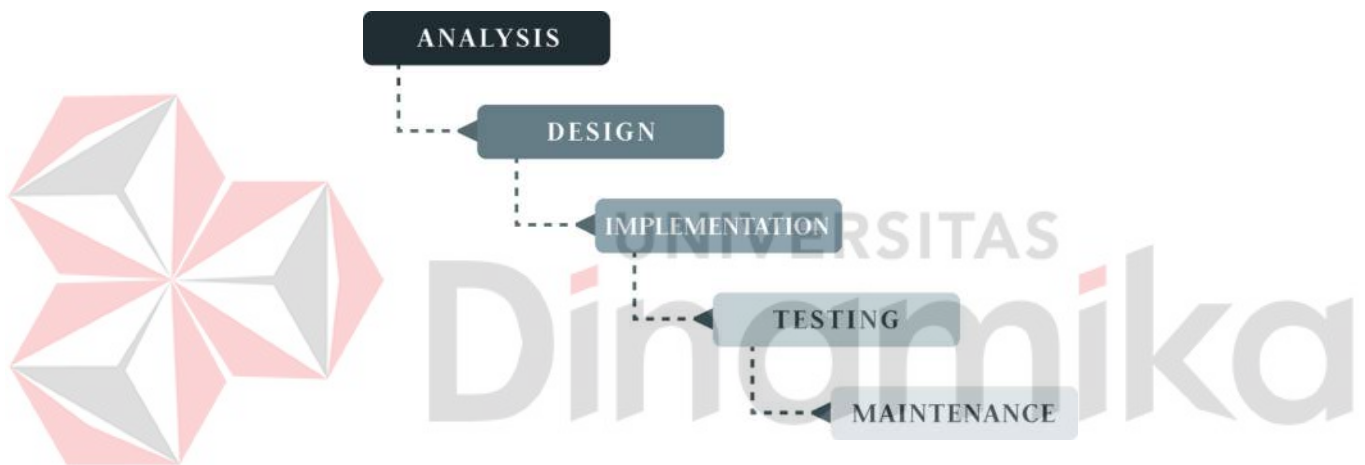 ANALYSIS
DESIGN
IMPLEMENTATION
UNIVERSITAS
Dinamika
TESTING
MAINTENANCE